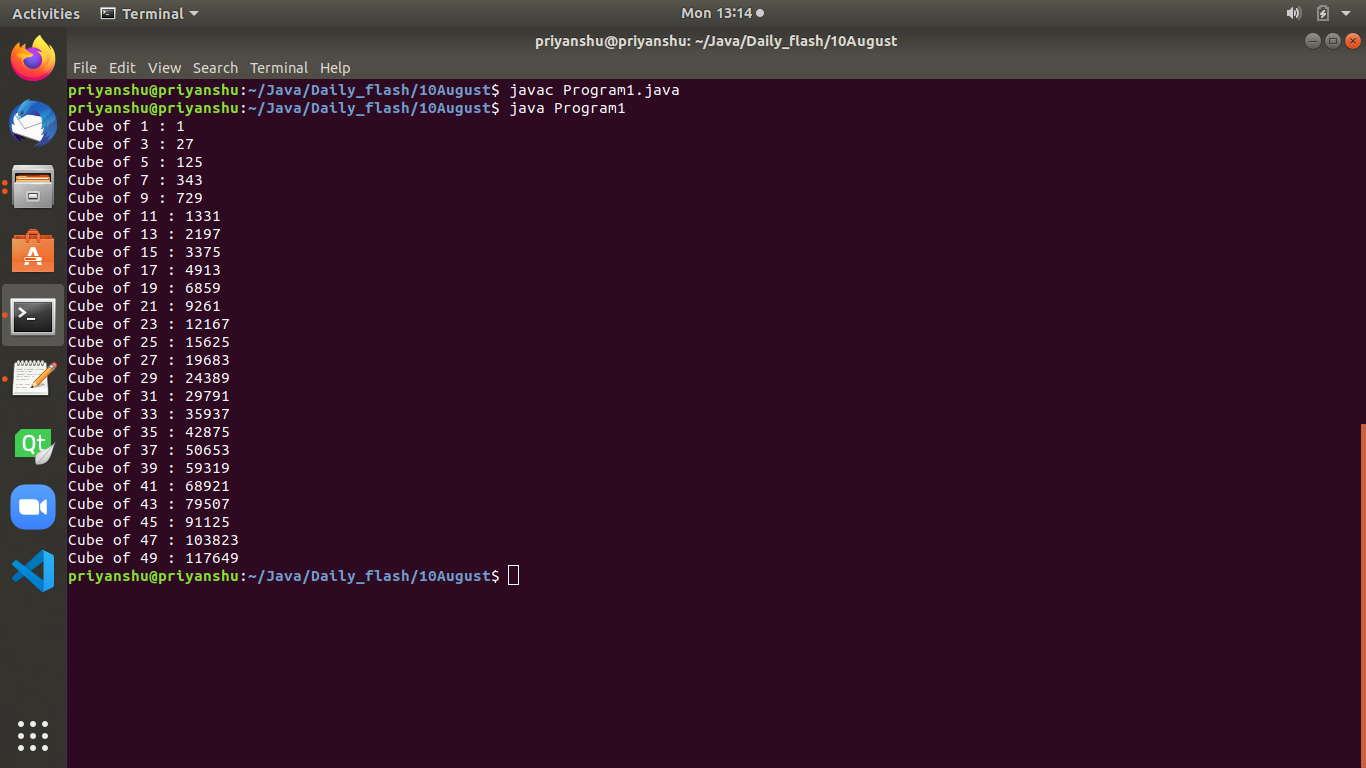 Activities Terminal Mon 13:14
priyanshu@priyanshu: ~/Java/Daily_flash/10August
File Edit View Search Terminal Help
priyanshu@priyanshu:~/Java/Daily_flash/10August$ javac Program1.java
priyanshu@priyanshu:~/Java/Daily_flash/10August$ java Program1
Cube of 1 : 1
Cube of 3 : 27
Cube of 5 : 125
Cube of 7 : 343
Cube of 9 : 729
Cube of 11 : 1331
Cube of 13 : 2197
Cube of 15 : 3375
Cube of 17 : 4913
Cube of 19 : 6859
Cube of 21 : 9261
Cube of 23 : 12167
Cube of 25 : 15625
Cube of 27 : 19683
Cube of 29 : 24389
Cube of 31 : 29791
Cube of 33 : 35937
Cube of 35 : 42875
Cube of 37 : 50653
Cube of 39 : 59319
Cube of 41 : 68921
Cube of 43 : 79507
Cube of 45 : 91125
Cube of 47 : 103823
Cube of 49 : 117649
priyanshu@priyanshu:~/Java/Daily_flash/10August$
Qt